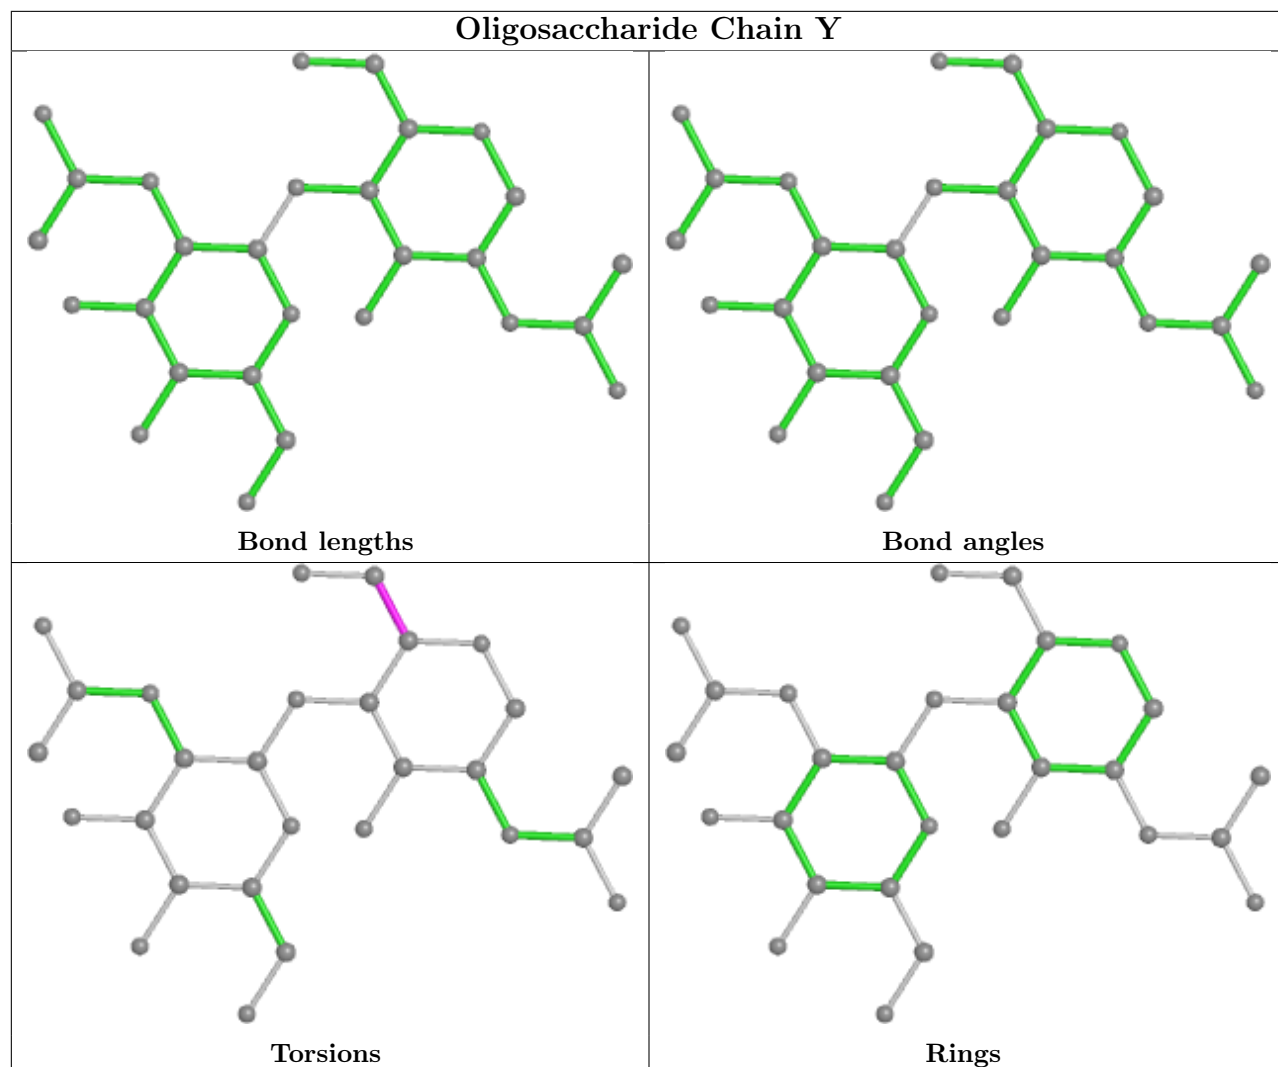 Oligosaccharide Chain Y
Bond lengths
Bond angles
Torsions
Rings